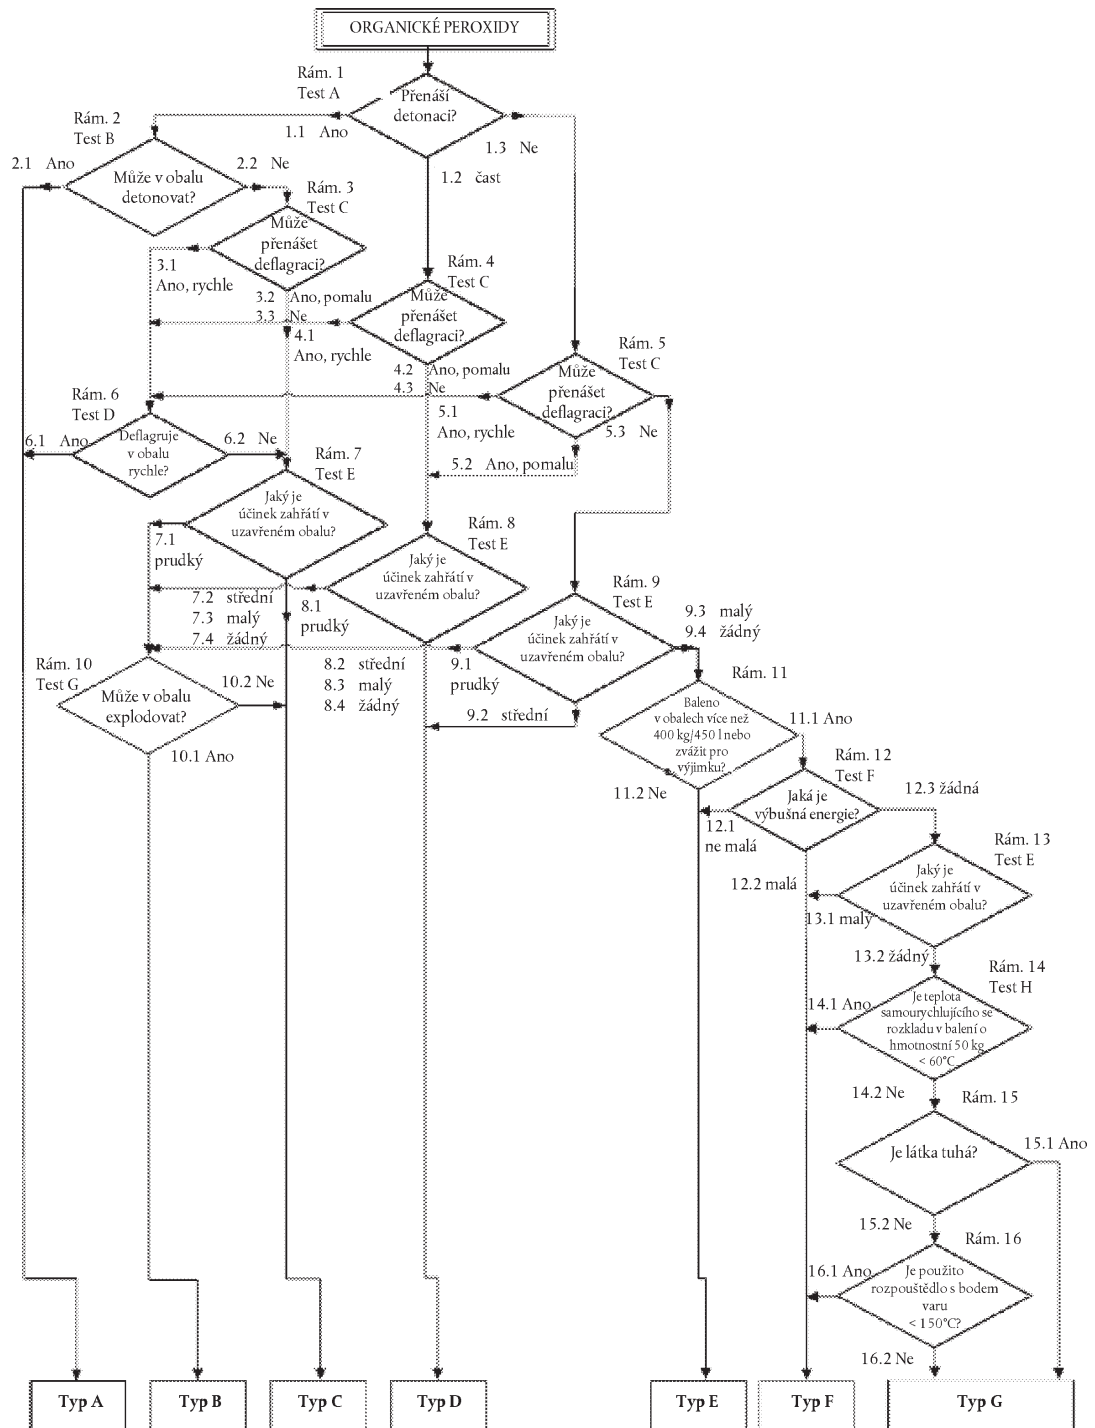 ORGANICKÉ PEROXIDY
Rám. 1
Test A
Přenáší
detonaci?
1.1 Ano
1.3 Ne
1.2 část
Rám. 2
Test B
2.1 Ano
2.2 Ne
Může v obalu
detonovat?
Rám. 3
Test C
Může
přenášet
deflagraci?
3.1
Ano, rychle
3.2 Ano, pomalu
3.3 Ne
Rám. 4
Test C
Může
přenášet
deflagraci?
4.1
Ano, rychle
4.2 Ano, pomalu
4.3 Ne
Rám. 5
Test C
Může
přenášet
deflagraci?
5.1
Ano, rychle
5.3 Ne
5.2 Ano, pomalu
Rám. 6
Test D
6.1 Ano
6.2 Ne
Deflagruje
v obalu
rychle?
Rám. 7
Test E
Jaký je
účinek zahřátí v
uzavřeném obalu?
7.1
prudký
7.2 střední
7.3 malý
7.4 žádný
Rám. 8
Test E
Jaký je
účinek zahřátí v
uzavřeném obalu?
8.1
prudký
8.2 střední
8.3 malý
8.4 žádný
Rám. 9
Test E
Jaký je
účinek zahřátí v
uzavřeném obalu?
9.3 malý
9.4 žádný
9.1
prudký
9.2 střední
Rám. 10
Test G
Může v obalu
explodovat?
10.2 Ne
10.1 Ano
Rám. 11
Baleno
v obalech více než
400 kg/450 l nebo
zvážit pro
výjimku?
11.1 Ano
11.2 Ne
Rám. 12
Test F
Jaká je
výbušná energie?
12.3 žádná
12.1
ne malá
12.2 malá
Rám. 13
Test E
Jaký je
účinek zahřátí v
uzavřeném obalu?
13.1 malý
13.2 žádný
Rám. 14
Test H
14.1 Ano
Je teplota
samourychlujícího se
rozkladu v balení o
hmotnostní 50 kg
< 60°C
14.2 Ne
Rám. 15
Je látka tuhá?
15.1 Ano
15.2 Ne
Rám. 16
16.1 Ano
Je použito
rozpouštědlo s bodem
varu
< 150°C?
16.2 Ne
Typ A
Typ B
Typ C
Typ D
Typ E
Typ F
Typ G